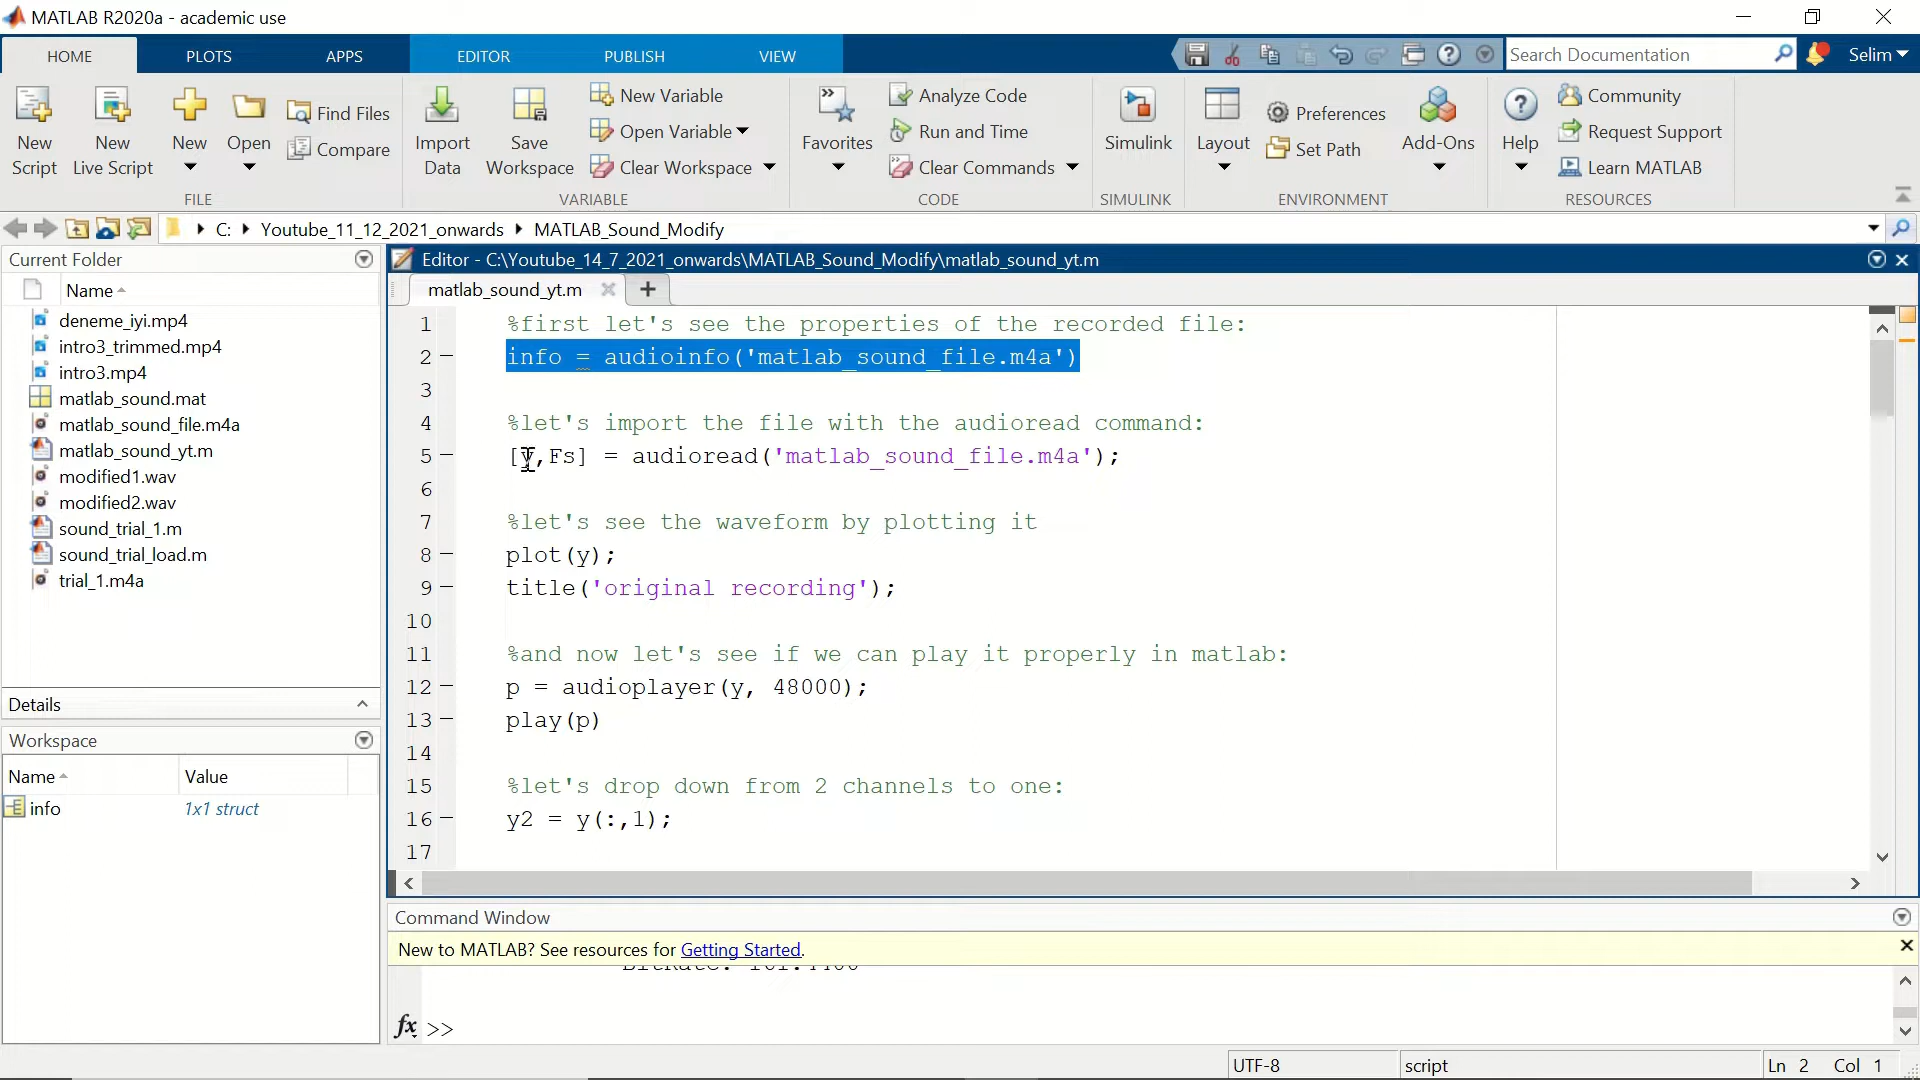 MATLAB R2020a - academic use
HOME PLOTS APPS EDITOR PUBLISH VIEW
Search Documentation
Selim
New Script
New Live Script
New
Open
Find Files
Compare
FILE
Import Data
Save Workspace
New Variable
Open Variable
Clear Workspace
VARIABLE
Favorites
Analyze Code
Run and Time
Clear Commands
CODE
Simulink
SIMULINK
Layout
Preferences
Set Path
Add-Ons
ENVIRONMENT
Help
Community
Request Support
Learn MATLAB
RESOURCES
C: Youtube_11_12_2021_onwards MATLAB_Sound_Modify
Current Folder
Name
deneme_iyi.mp4
intro3_trimmed.mp4
intro3.mp4
matlab_sound.mat
matlab_sound_file.m4a
matlab_sound_yt.m
modified1.wav
modified2.wav
sound_trial_1.m
sound_trial_load.m
trial_1.m4a
Details
Workspace
Name Value
info 1x1 struct
Editor - C:\Youtube_14_7_2021_onwards\MATLAB_Sound_Modify\matlab_sound_yt.m
matlab_sound_yt.m
1 %first let's see the properties of the recorded file:
2 info = audioinfo('matlab_sound_file.m4a')
3
4 %let's import the file with the audioread command:
5 [y,Fs] = audioread('matlab_sound_file.m4a');
6
7 %let's see the waveform by plotting it
8 plot(y);
9 title('original recording');
10
11 %and now let's see if we can play it properly in matlab:
12 p = audioplayer(y, 48000);
13 play(p)
14
15 %let's drop down from 2 channels to one:
16 y2 = y(:,1);
17
Command Window
New to MATLAB? See resources for Getting Started.
fx >>
UTF-8 script Ln 2 Col 1